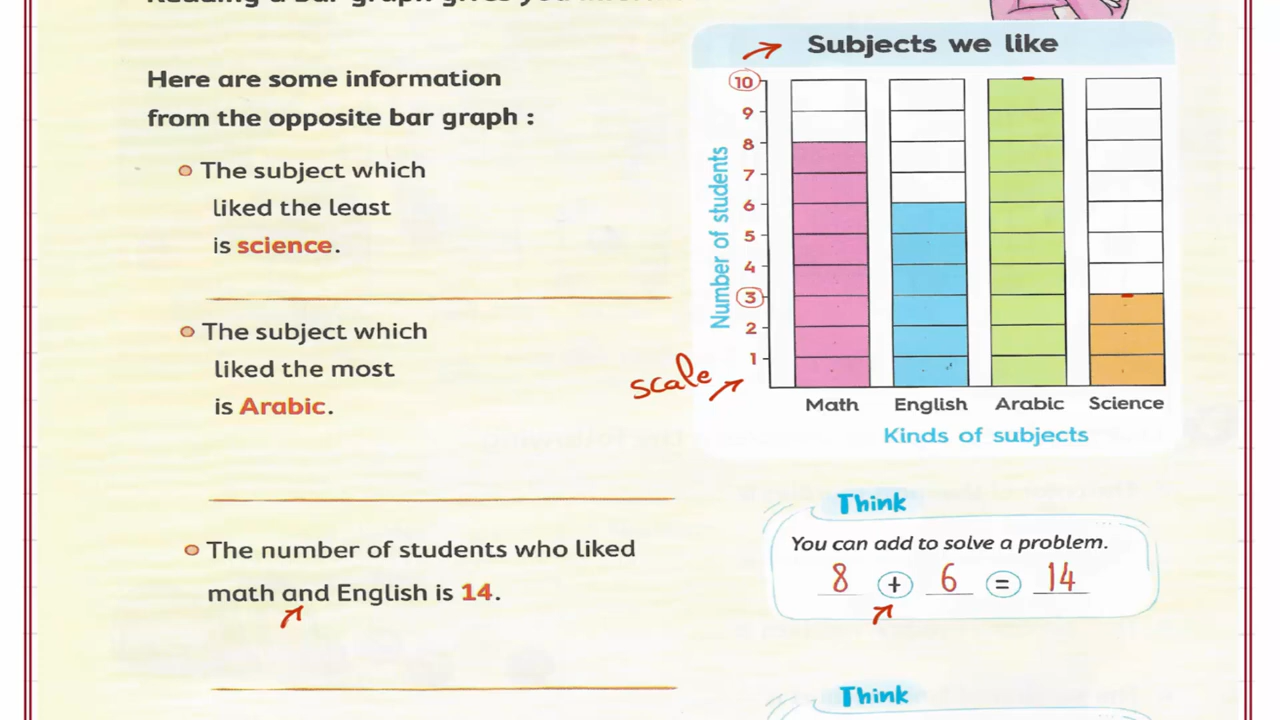 Here are some information
from the opposite bar graph :
The subject which
liked the least
is science.
The subject which
liked the most
is Arabic.
The number of students who liked
math and English is 14.
Subjects we like
Number of students
10
9
8
7
6
5
4
3
2
1
scale
Math English Arabic Science
Kinds of subjects
Think
You can add to solve a problem.
8 + 6 = 14
Think